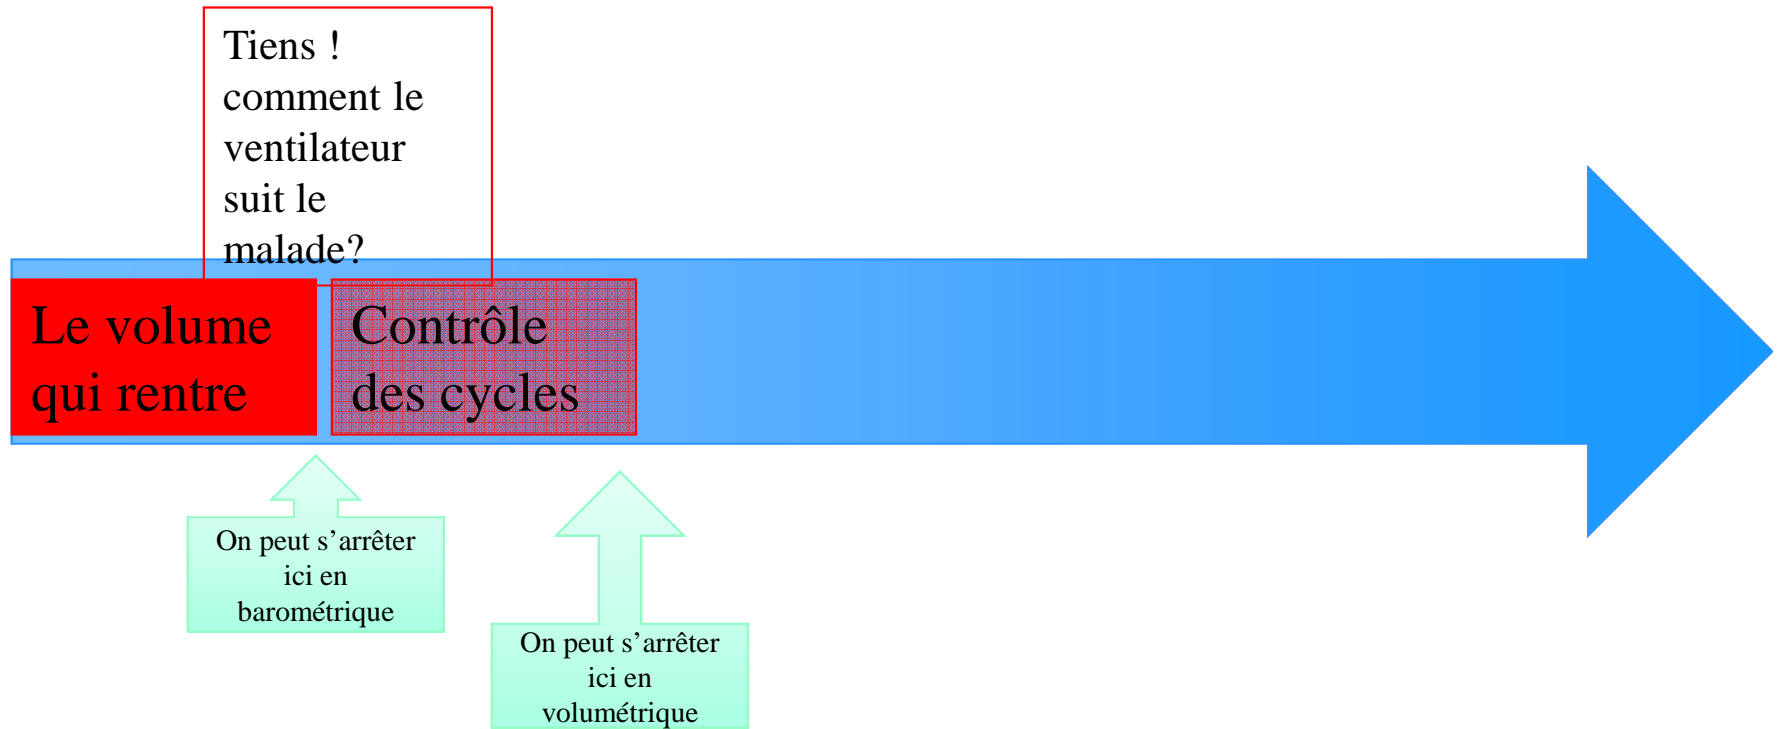 Tiens !
comment le
ventilateur
suit le
malade?
Le volume
qui rentre
Contrôle
des cycles
On peut s’arrêter
ici en
barométrique
On peut s’arrêter
ici en
volumétrique